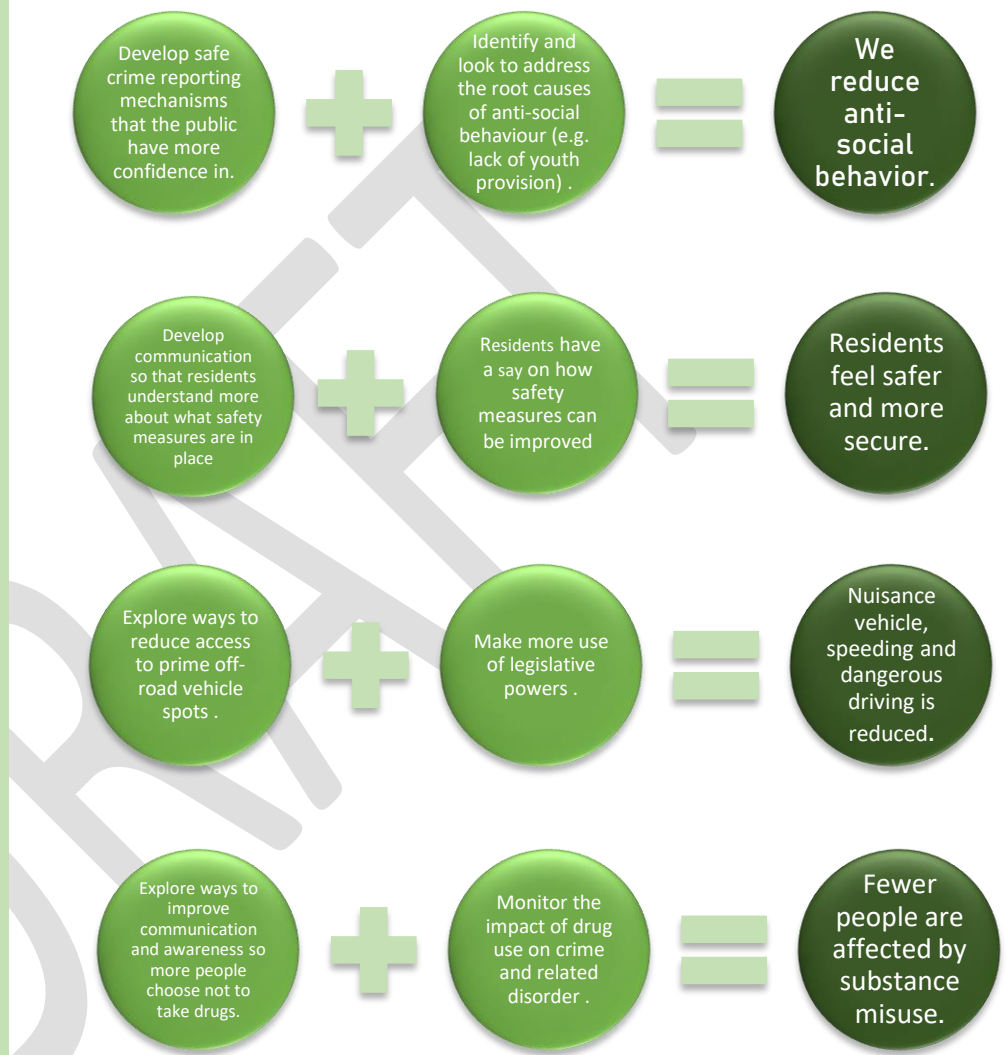 Develop safe
crime reporting
mechanisms
that the public
have more
confidence in.
Identify and
look to address
the root causes
of anti-social
behaviour (e.g.
lack of youth
provision) .
We
reduce
anti-
social
behavior.
Develop
communication
so that residents
understand more
about what safety
measures are in
place
Residents have
a say on how
safety
measures can
be improved
Residents
feel safer
and more
secure.
Explore ways to
reduce access
to prime off-
road vehicle
spots .
Make more use
of legislative
powers .
Nuisance
vehicle,
speeding and
dangerous
driving is
reduced.
Explore ways to
improve
communication
and awareness so
more people
choose not to
take drugs.
Monitor the
impact of drug
use on crime
and related
disorder .
Fewer
people are
affected by
substance
misuse.
DRAFT